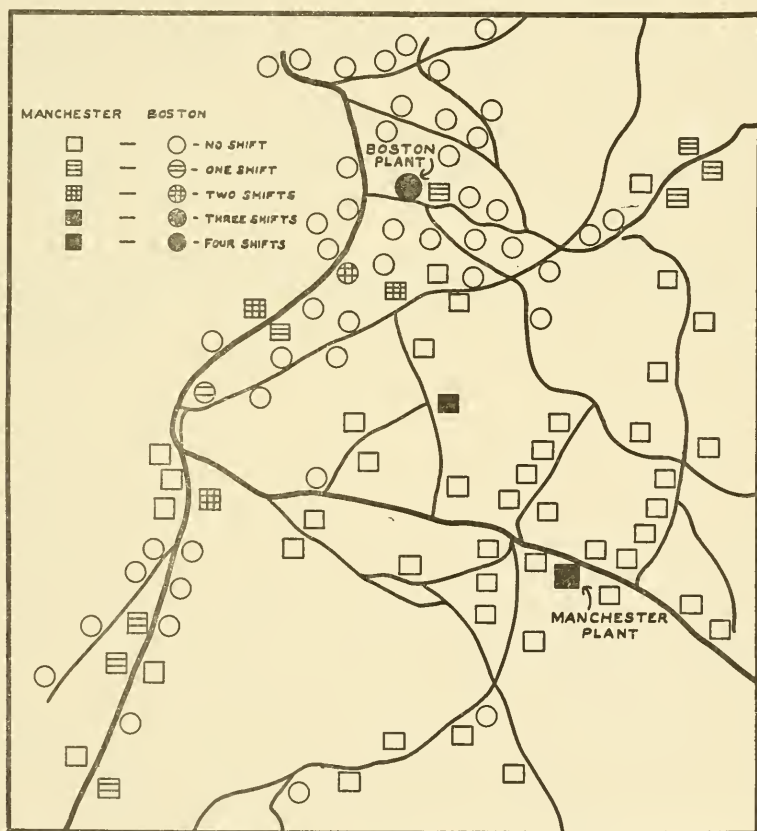 MANCHESTER — BOSTON
— NO SHIFT
— ONE SHIFT
— TWO SHIFTS
— THREE SHIFTS
— FOUR SHIFTS
BOSTON
PLANT
MANCHESTER
PLANT